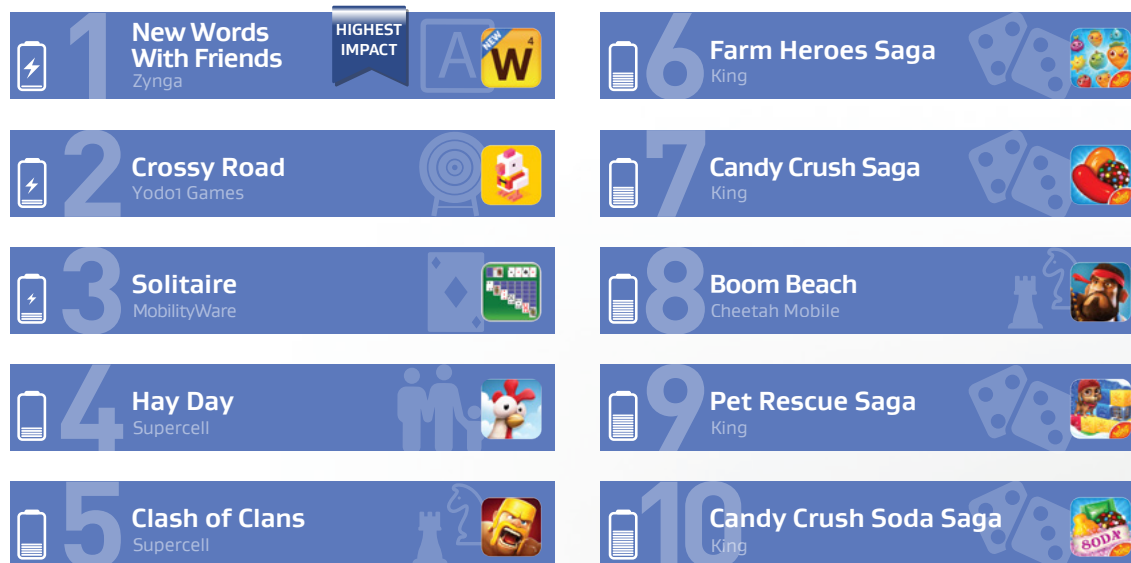 1
New Words
With Friends
Zynga
HIGHEST
IMPACT
A
NEW
W
4
2
Crossy Road
Yodo1 Games
3
Solitaire
MobilityWare
4
Hay Day
Supercell
5
Clash of Clans
Supercell
6
Farm Heroes Saga
King
7
Candy Crush Saga
King
8
Boom Beach
Cheetah Mobile
9
Pet Rescue Saga
King
10
Candy Crush Soda Saga
King
SODA